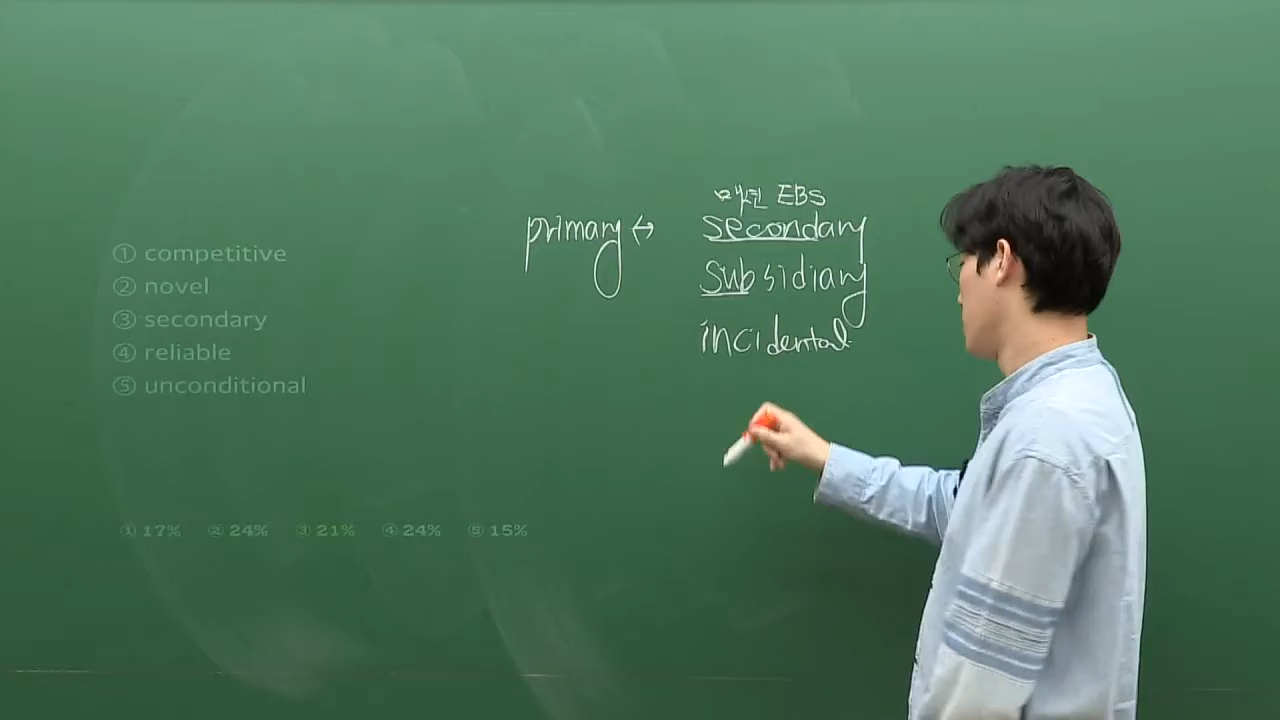 ① competitive
② novel
③ secondary
④ reliable
⑤ unconditional
① 17% ② 24% ③ 21% ④ 24% ⑤ 15%
EBS
primary ↔ secondary
subsidiary
incidental